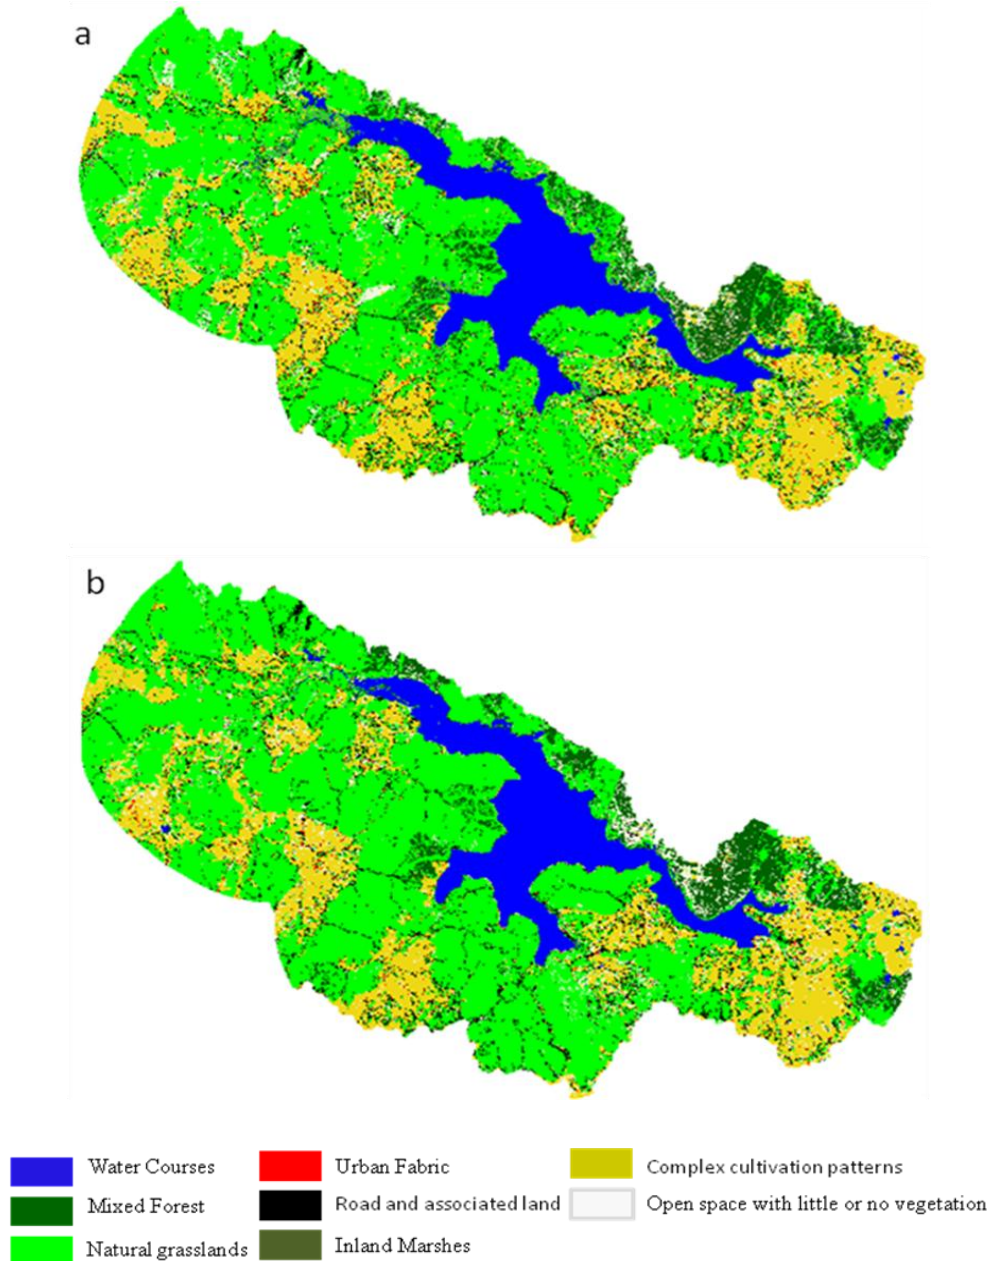 a
b
Water Courses
Urban Fabric
Complex cultivation patterns
Mixed Forest
Road and associated land
Open space with little or no vegetation
Natural grasslands
Inland Marshes